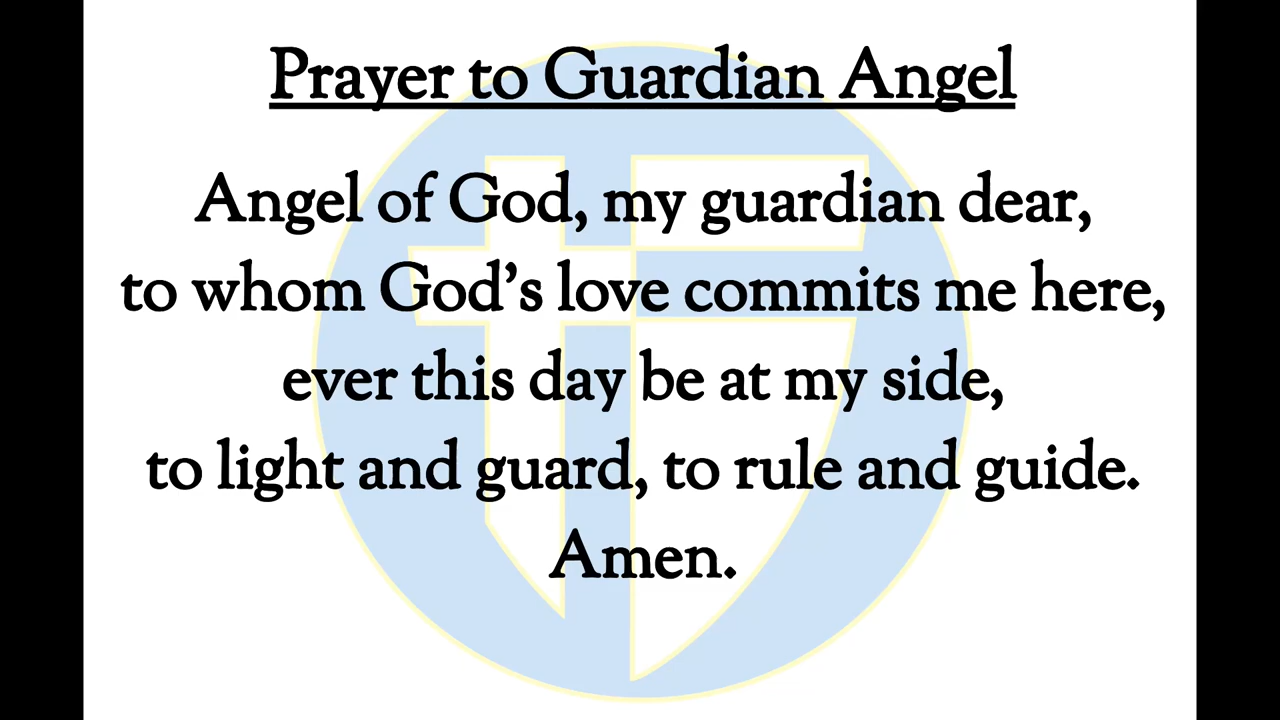 Prayer to Guardian Angel
Angel of God, my guardian dear,
to whom God’s love commits me here,
ever this day be at my side,
to light and guard, to rule and guide.
Amen.